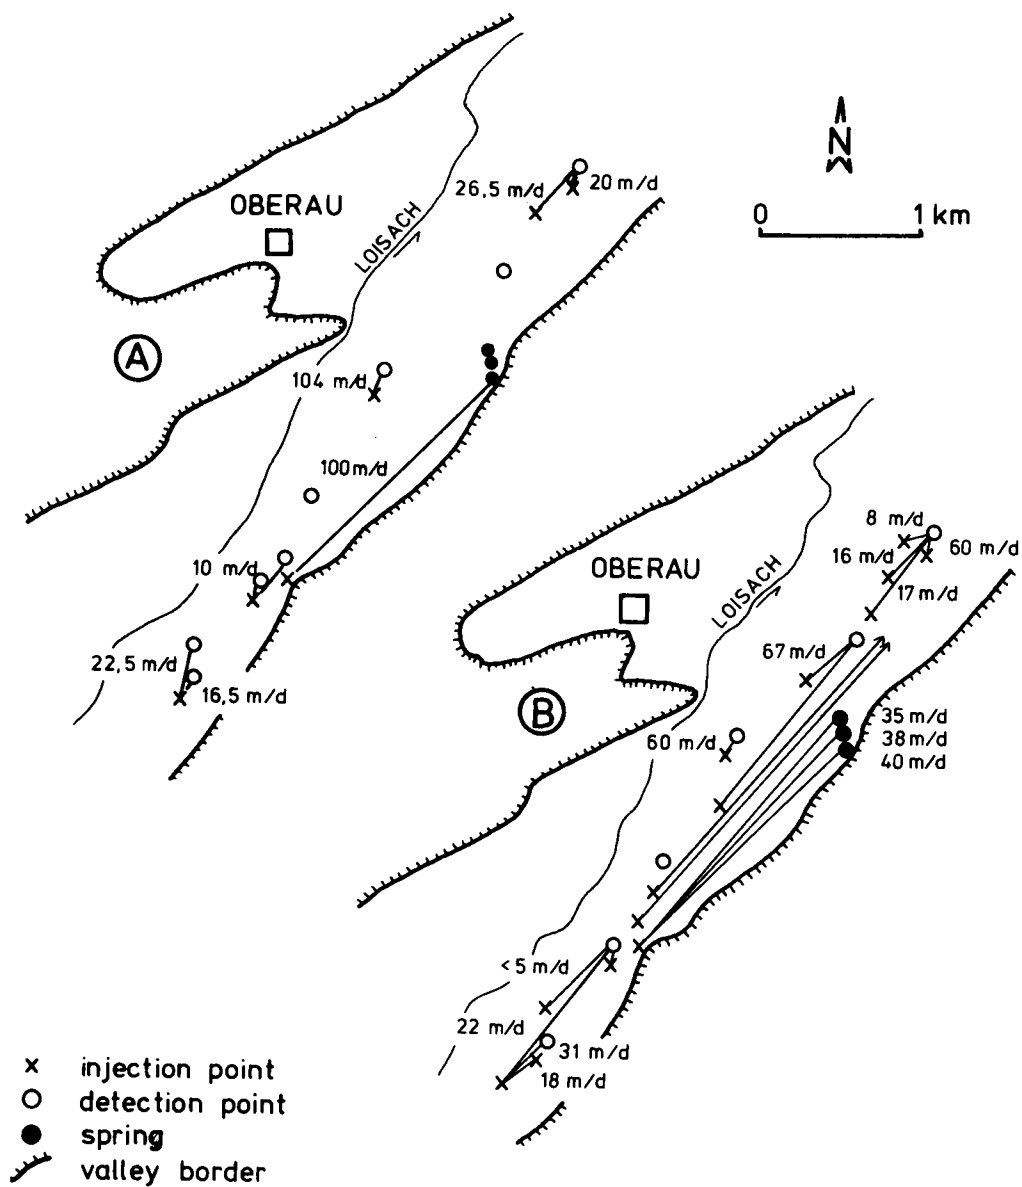 N
26,5 m/d
20 m/d
0
1 km
OBERAU
LOISACH
A
104 m/d
100 m/d
10 m/d
22,5 m/d
16,5 m/d
8 m/d
60 m/d
16 m/d
17 m/d
OBERAU
LOISACH
67 m/d
B
35 m/d
38 m/d
40 m/d
60 m/d
<5 m/d
22 m/d
31 m/d
18 m/d
injection point
detection point
spring
valley border